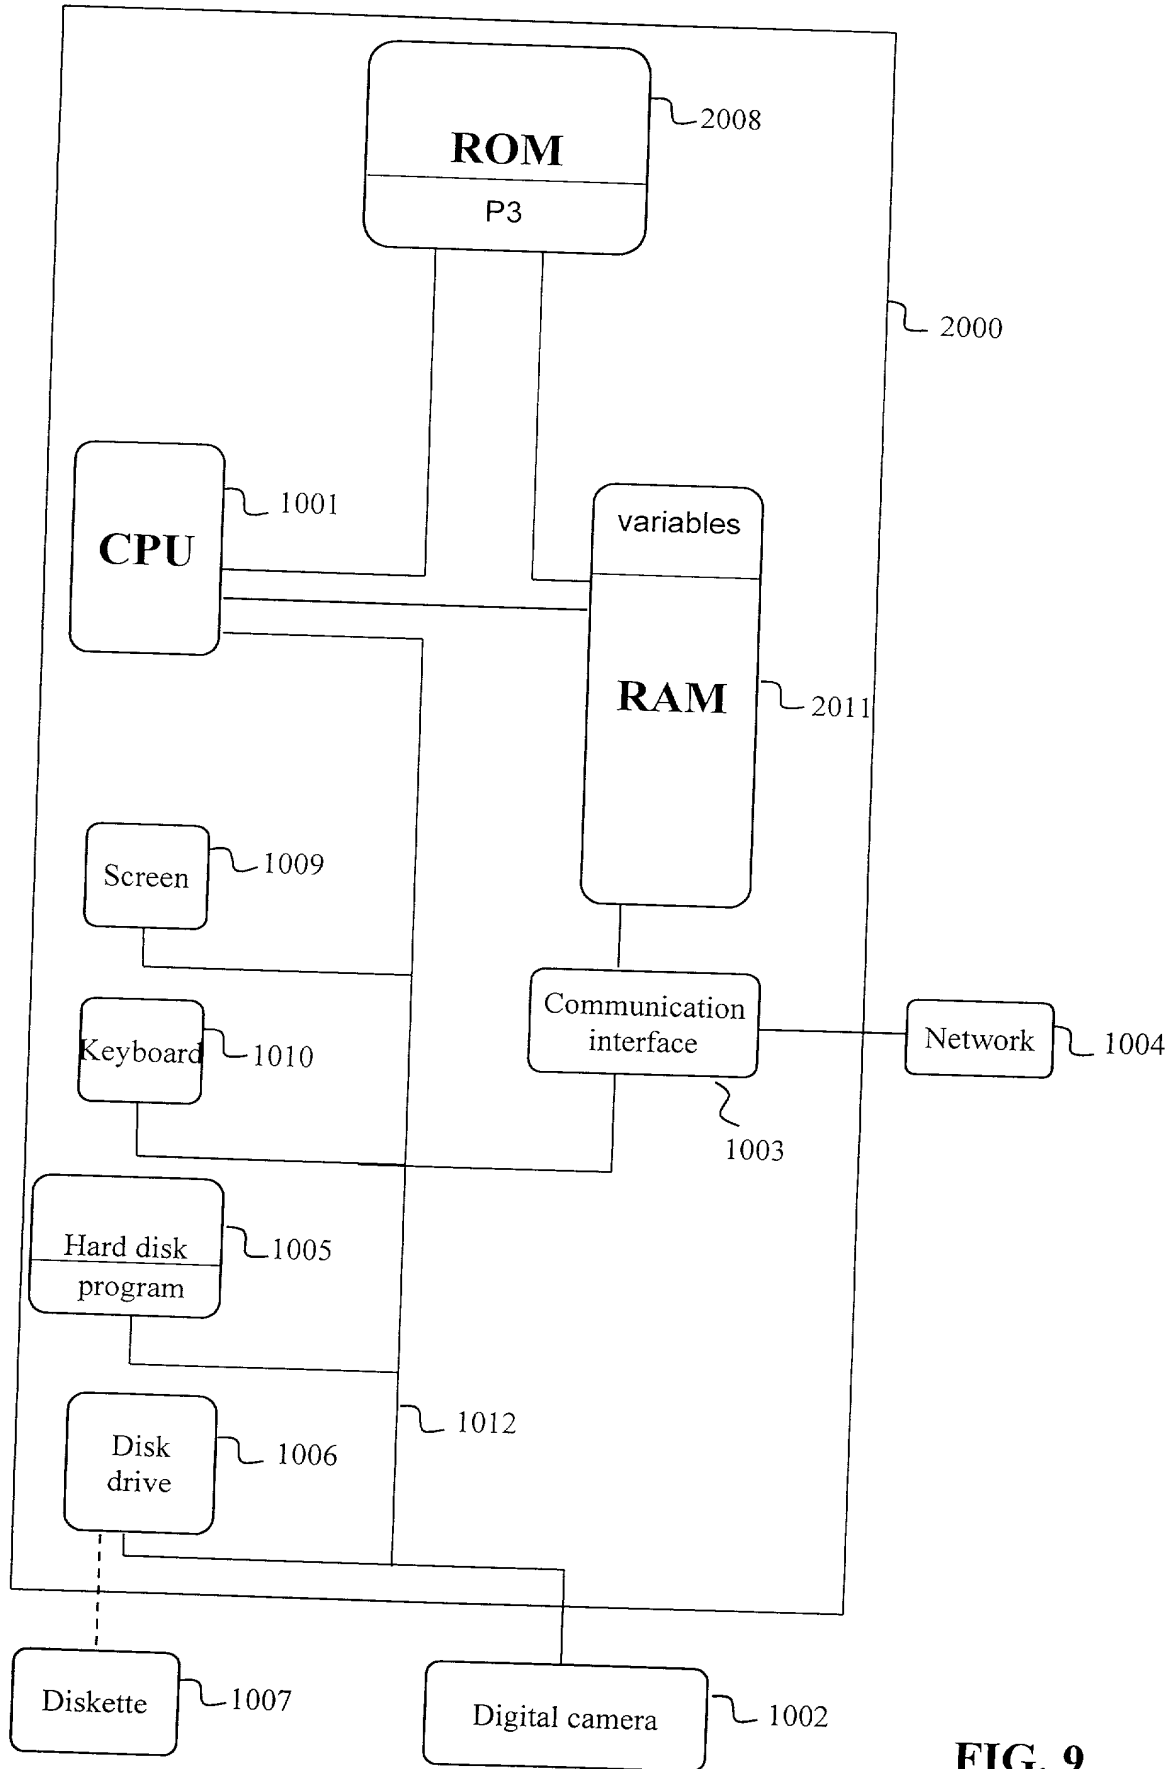 ROM
2008
P3
2000
CPU
1001
variables
RAM
2011
Screen
1009
Keyboard
1010
Communication
interface
1003
Network
1004
Hard disk
program
1005
1012
Disk
drive
1006
Diskette
1007
Digital camera
1002
FIG. 9